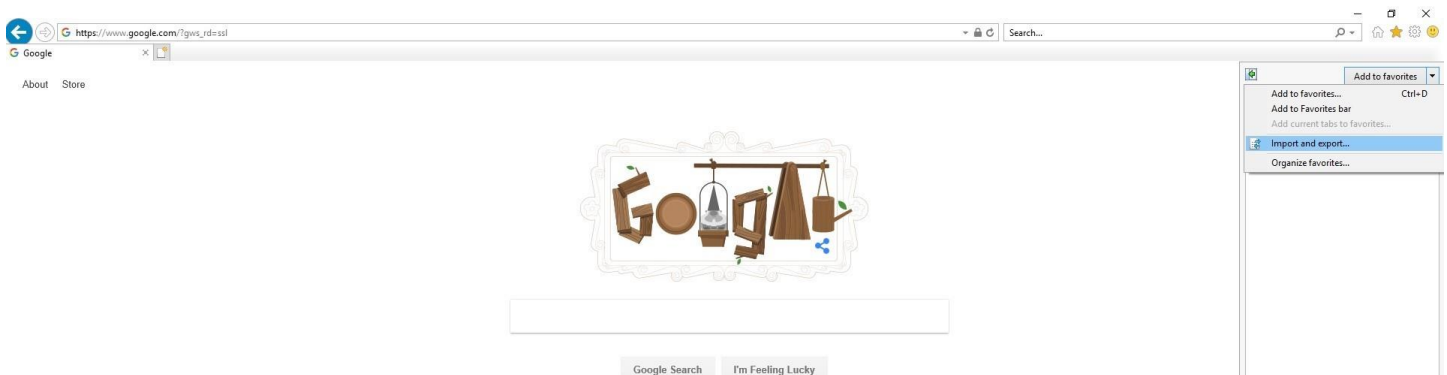 https://www.google.com/?gws_rd=ssl
Search...
Google
About Store
Add to favorites
Add to favorites... Ctrl+D
Add to Favorites bar
Add current tabs to favorites...
Import and export...
Organize favorites...
Google
Google Search I'm Feeling Lucky